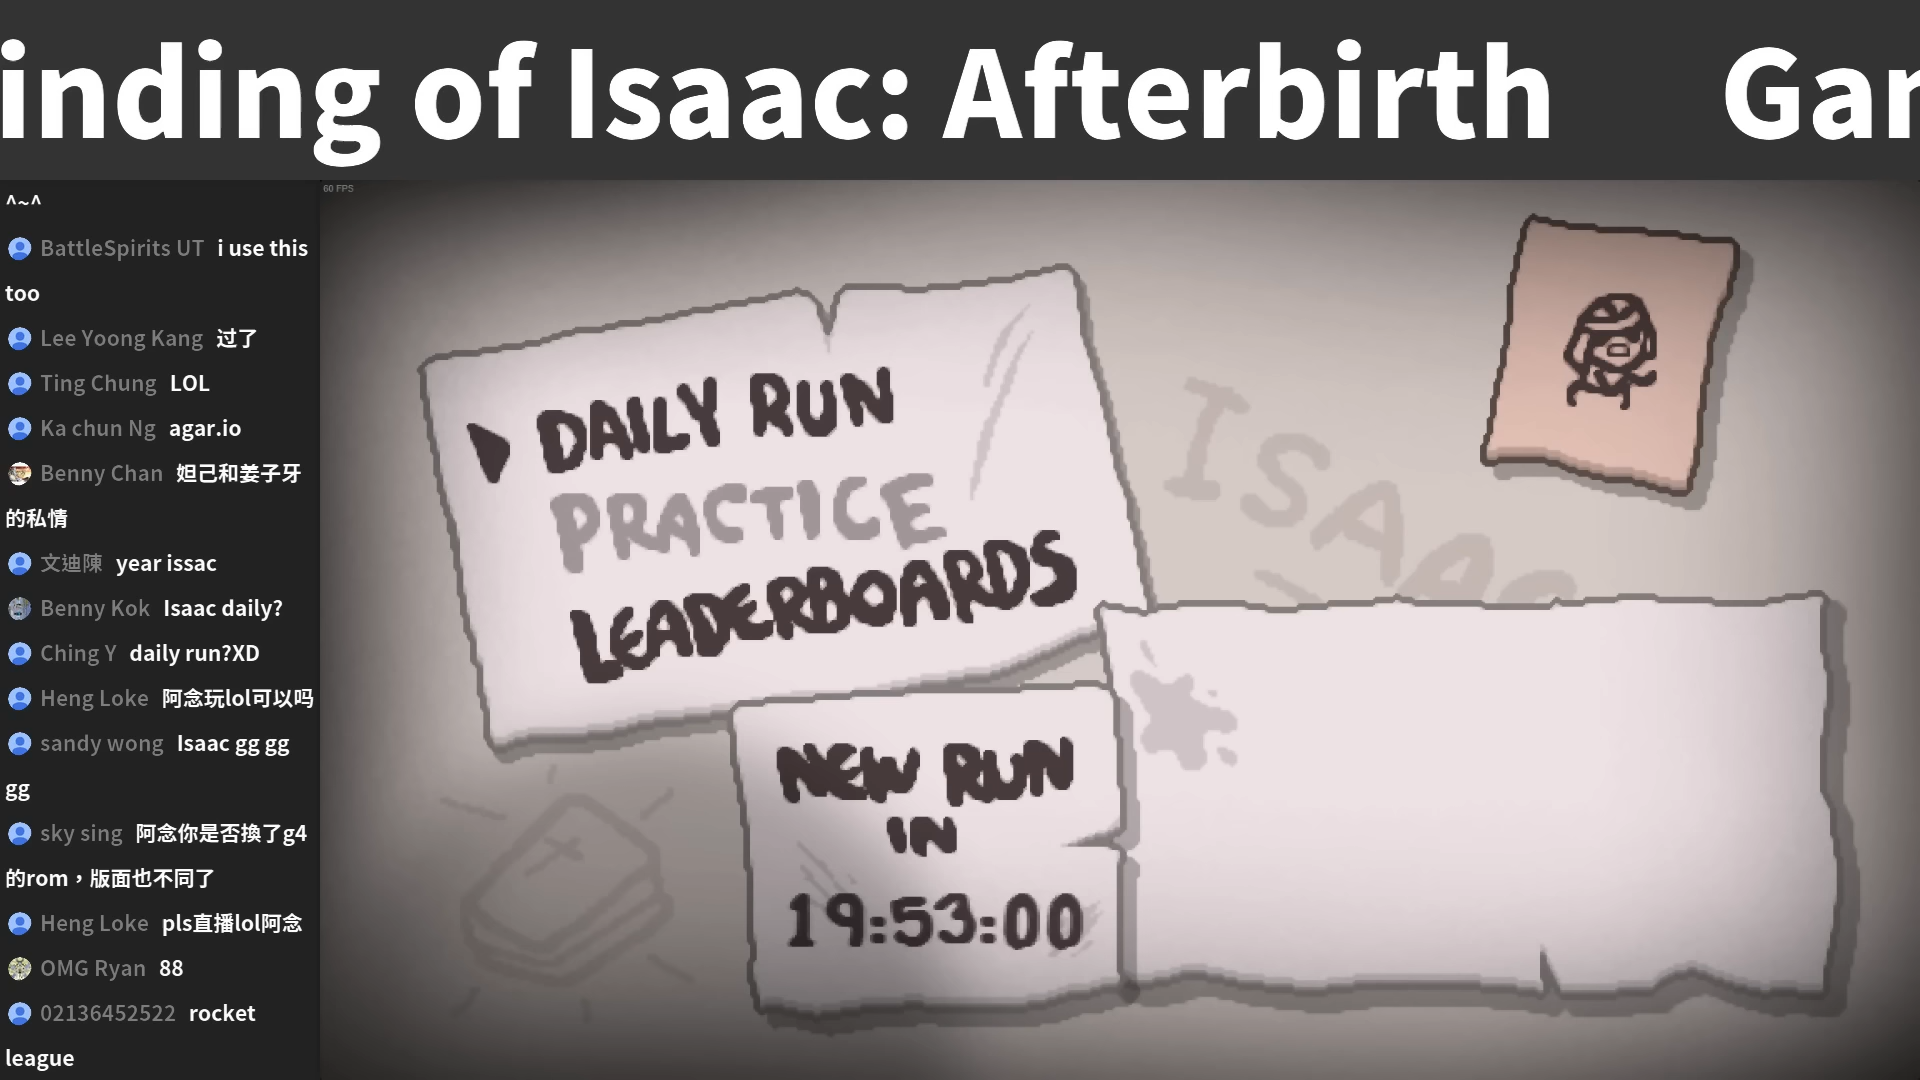 inding of Isaac: Afterbirth Gar
60 FPS
^~^
BattleSpirits UT i use this
too
Lee Yoong Kang 过了
Ting Chung LOL
Ka chun Ng agar.io
Benny Chan 妲己和姜子牙
的私情
文迪陳 year issac
Benny Kok Isaac daily?
Ching Y daily run?XD
Heng Loke 阿念玩lol可以吗
sandy wong Isaac gg gg
gg
sky sing 阿念你是否換了g4
的rom，版面也不同了
Heng Loke pls直播lol阿念
OMG Ryan 88
02136452522 rocket
league
DAILY RUN
PRACTICE
LEADERBOARDS
ISAAC
NEW RUN
IN
19:53:00